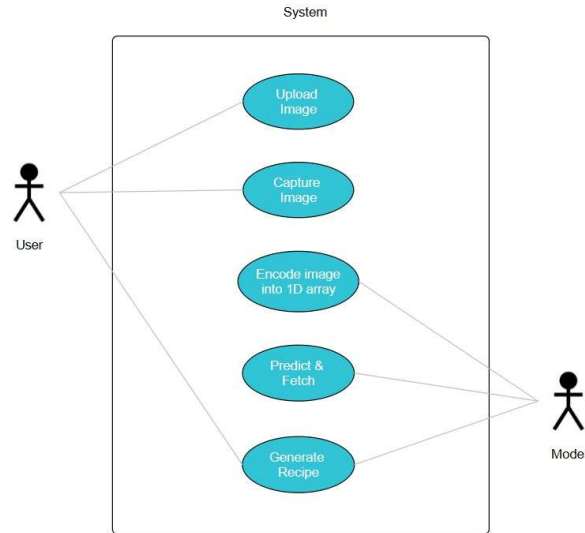 System
Upload
Image
Capture
Image
User
Encode image
into 1D array
Predict &
Fetch
Generate
Recipe
Mode